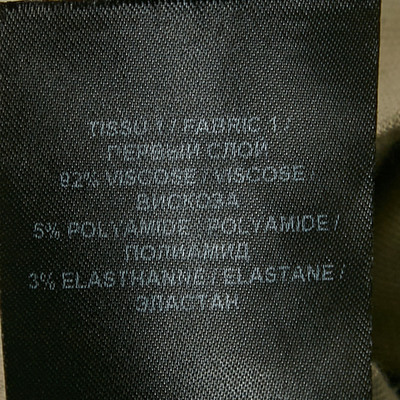 TISSU 1 / FABRIC 1 /
ПЕРВЫЙ СЛОЙ
92% VISCOSE / VISCOSE /
ВИСКОЗА
5% POLYAMIDE POLYAMIDE /
ПОЛИАМИД
3% ELASTHANNE / ELASTANE /
ЭЛАСТАН